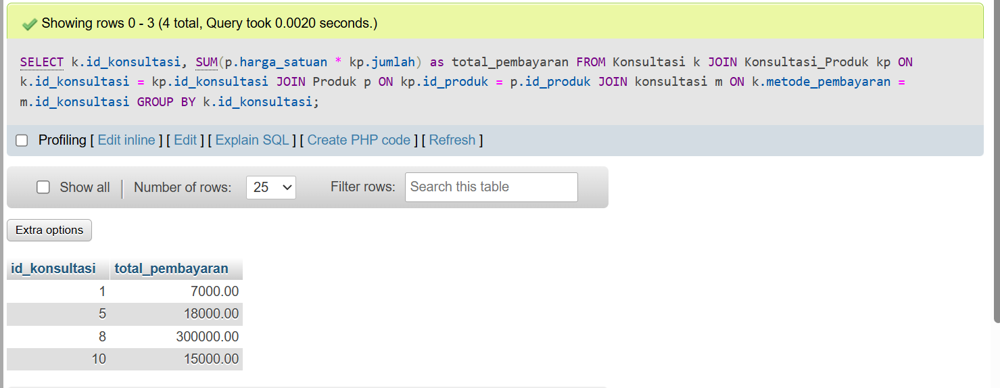 Showing rows 0 - 3 (4 total, Query took 0.0020 seconds.)
SELECT k.id_konsultasi, SUM(p.harga_satuan * kp.jumlah) as total_pembayaran FROM Konsultasi k JOIN Konsultasi_Produk kp ON
k.id_konsultasi = kp.id_konsultasi JOIN Produk p ON kp.id_produk = p.id_produk JOIN konsultasi m ON k.metode_pembayaran =
m.id_konsultasi GROUP BY k.id_konsultasi;
Profiling [ Edit inline ] [ Edit ] [ Explain SQL ] [ Create PHP code ] [ Refresh ]
Show all Number of rows: 25 Filter rows: Search this table
Extra options
id_konsultasi total_pembayaran
1 7000.00
5 18000.00
8 300000.00
10 15000.00